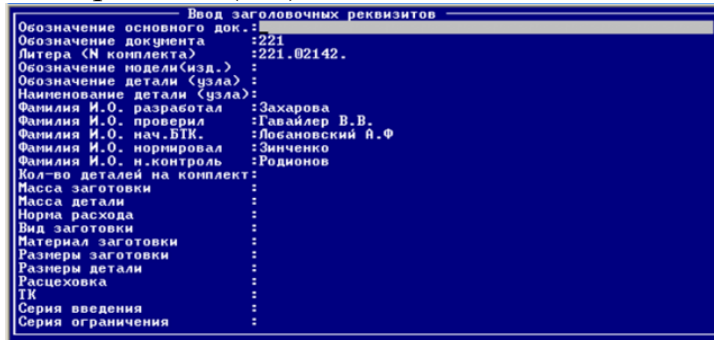 Ввод заголовочных реквизитов
Обозначение основного док.:
Обозначение документа :221
Литера (N комплекта) :221.02142.
Обозначение модели(изд.) :
Обозначение детали (узла) :
Наименование детали (узла):
Фамилия И.О. разработал :Захарова
Фамилия И.О. проверил :Гавайлер В.В.
Фамилия И.О. нач.БТК. :Лобановский А.Ф
Фамилия И.О. нормировал :Зинченко
Фамилия И.О. н.контроль :Родионов
Кол-во деталей на комплект:
Масса заготовки :
Масса детали :
Норма расхода :
Вид заготовки :
Материал заготовки :
Размеры заготовки :
Размеры детали :
Расцеховка :
ТК :
Серия введения :
Серия ограничения :